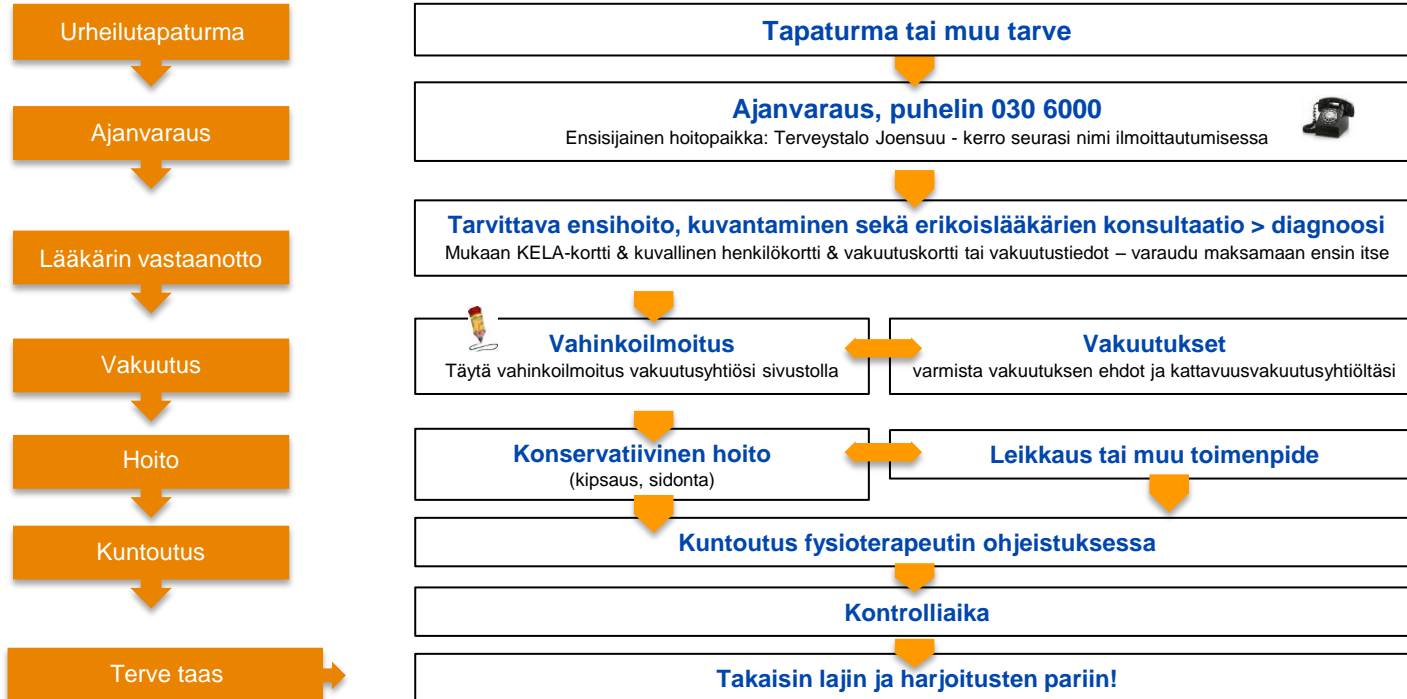 Urheilutapaturma
Tapaturma tai muu tarve
Ajanvaraus
Ajanvaraus, puhelin 030 6000
Ensisijainen hoitopaikka: Terveystalo Joensuu - kerro seurasi nimi ilmoittautumisessa
Lääkärin vastaanotto
Tarvittava ensihoito, kuvantaminen sekä erikoislääkärien konsultaatio > diagnoosi
Mukaan KELA-kortti & kuvallinen henkilökortti & vakuutuskortti tai vakuutustiedot – varaudu maksamaan ensin itse
Vakuutus
Vahinkoilmoitus
Täytä vahinkoilmoitus vakuutusyhtiösi sivustolla
Vakuutukset
varmista vakuutuksen ehdot ja kattavuusvakuutusyhtiöltäsi
Hoito
Konservatiivinen hoito
(kipsaus, sidonta)
Leikkaus tai muu toimenpide
Kuntoutus
Kuntoutus fysioterapeutin ohjeistuksessa
Kontrolliaika
Terve taas
Takaisin lajin ja harjoitusten pariin!